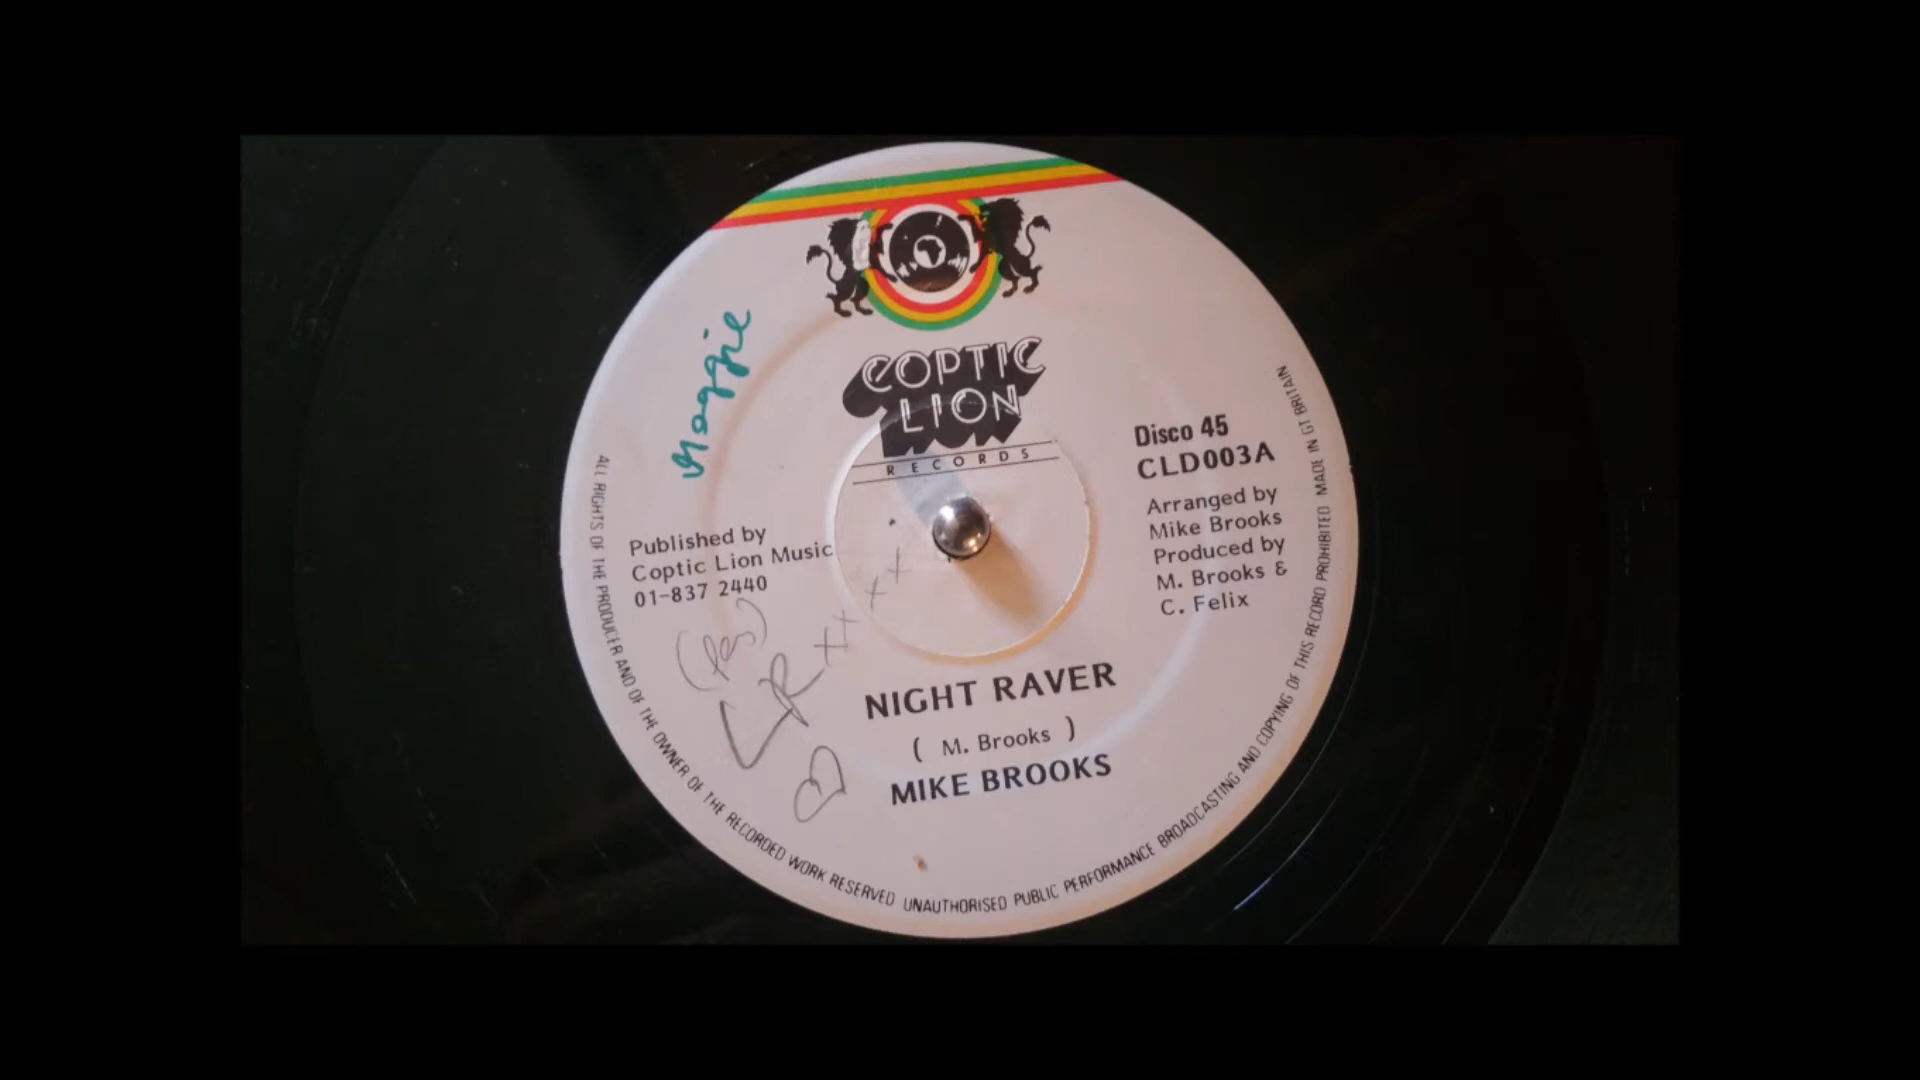 COPTIC
LION
RECORDS
Maggie
Disco 45
CLD003A
Arranged by
Mike Brooks
Produced by
M. Brooks &
C. Felix
Published by
Coptic Lion Music
01-837 2440
NIGHT RAVER
( M. Brooks )
MIKE BROOKS
ALL RIGHTS OF THE PRODUCER AND OF THE OWNER OF THE RECORDED WORK RESERVED UNAUTHORISED PUBLIC PERFORMANCE BROADCASTING AND COPYING OF THIS RECORD PROHIBITED MADE IN GT BRITAIN